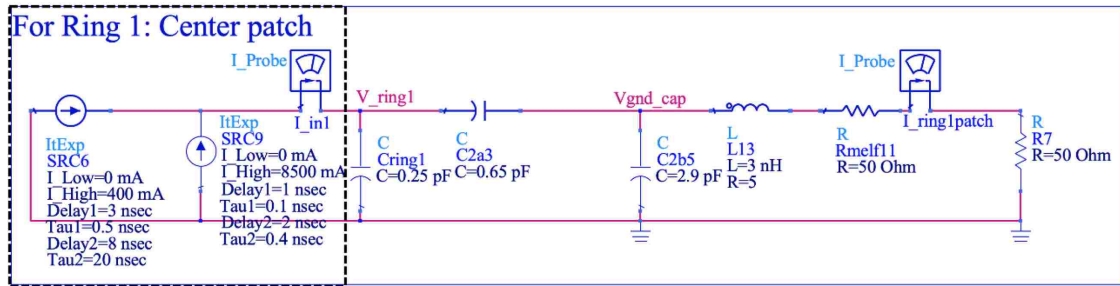 For Ring 1: Center patch
I_Probe
I_in1
ItExp
SRC6
I_Low=0 mA
I_High=400 mA
Delay1=3 nsec
Tau1=0.5 nsec
Delay2=8 nsec
Tau2=20 nsec
ItExp
SRC9
I_Low=0 mA
I_High=8500 mA
Delay1=1 nsec
Tau1=0.1 nsec
Delay2=2 nsec
Tau2=0.4 nsec
V_ring1
C
Cring1
C=0.25 pF
C
C2a3
C=0.65 pF
Vgnd_cap
C
C2b5
C=2.9 pF
L
L13
L=3 nH
R=5
R
Rmelf11
R=50 Ohm
I_Probe
I_ring1patch
R
R7
R=50 Ohm